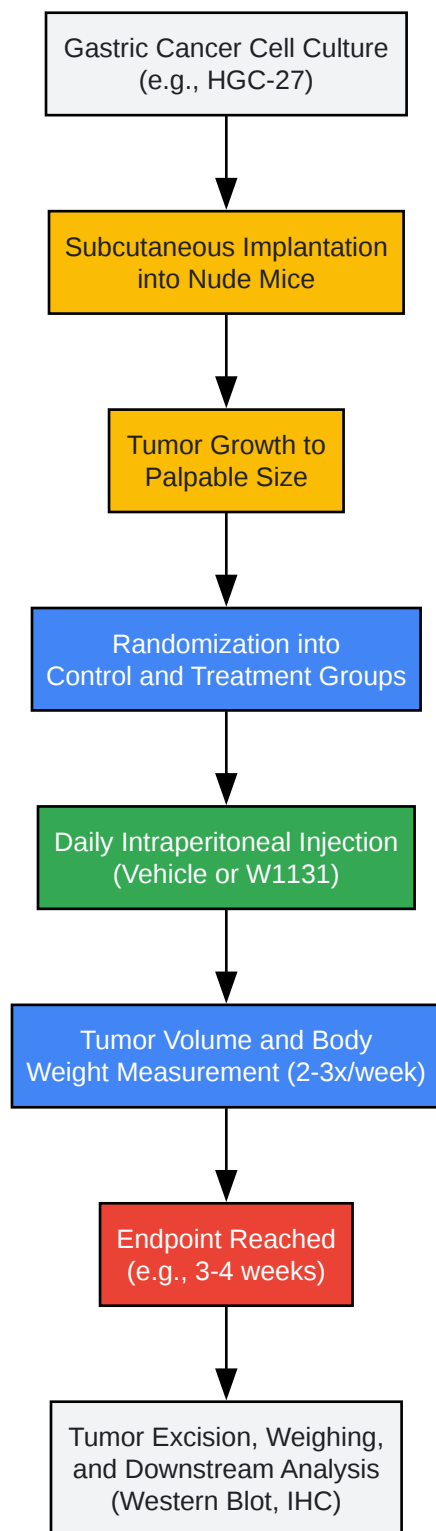 Gastric Cancer Cell Culture
(e.g., HGC-27)
Subcutaneous Implantation
into Nude Mice
Tumor Growth to
Palpable Size
Randomization into
Control and Treatment Groups
Daily Intraperitoneal Injection
(Vehicle or W1131)
Tumor Volume and Body
Weight Measurement (2-3x/week)
Endpoint Reached
(e.g., 3-4 weeks)
Tumor Excision, Weighing,
and Downstream Analysis
(Western Blot, IHC)